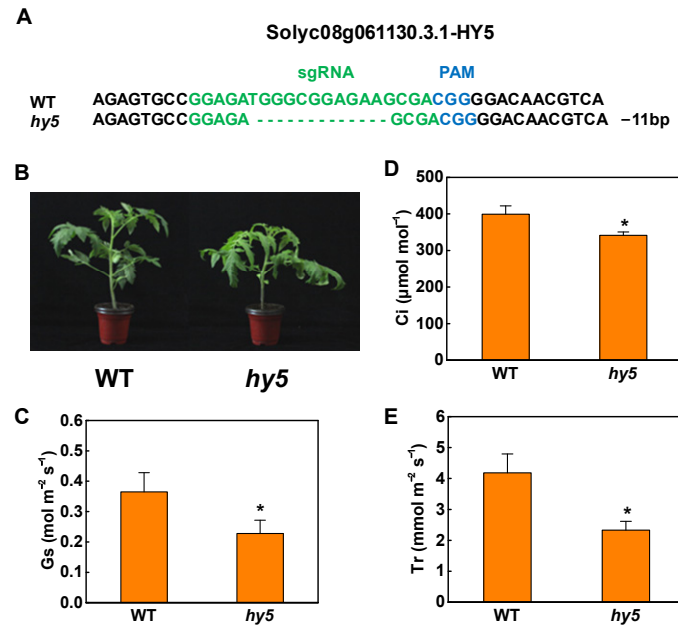 A
Solyc08g061130.3.1-HY5
sgRNA PAM
WT AGAGTGCCGGAGATGGGCGGAGAAGCGACGGGGACAACGTCA
hy5 AGAGTGCCGGAGA - - - - - - - - - - - - GCGACGGGGACAACGTCA −11bp
B
WT hy5
C
Gs (mol m⁻² s⁻¹)
0.6
0.5
0.4
0.3
0.2
0.1
0.0
*
WT hy5
D
Ci (µmol mol⁻¹)
500
400
300
200
100
0
*
WT hy5
E
Tr (mmol m⁻² s⁻¹)
6
5
4
3
2
1
0
*
WT hy5